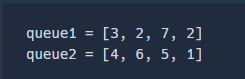 queue1 = [3, 2, 7, 2]
queue2 = [4, 6, 5, 1]